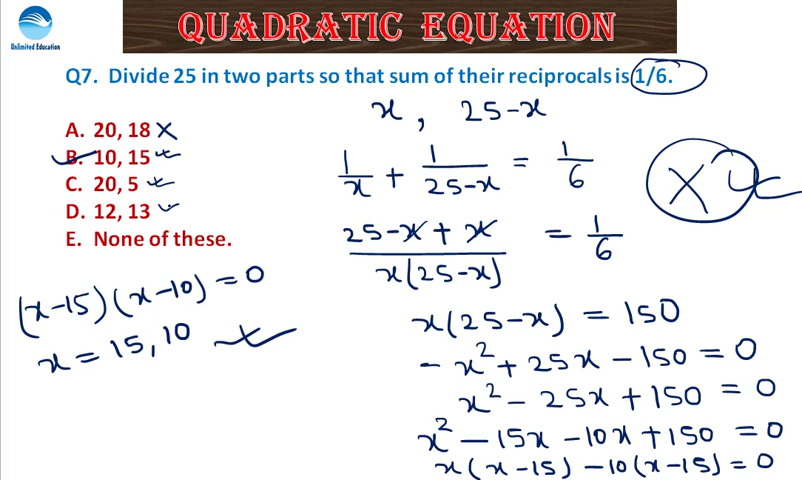 QUADRATIC EQUATION
Unlimited Education
Q7. Divide 25 in two parts so that sum of their reciprocals is 1/6.
A. 20, 18
B. 10, 15
C. 20, 5
D. 12, 13
E. None of these.
x, 25-x
1/x + 1/25-x = 1/6
25-x+x/x(25-x) = 1/6
x(25-x) = 150
-x²+25x-150=0
x²-25x+150=0
x²-15x-10x+150=0
x(x-15)-10(x-15)=0
(x-15)(x-10)=0
x=15,10